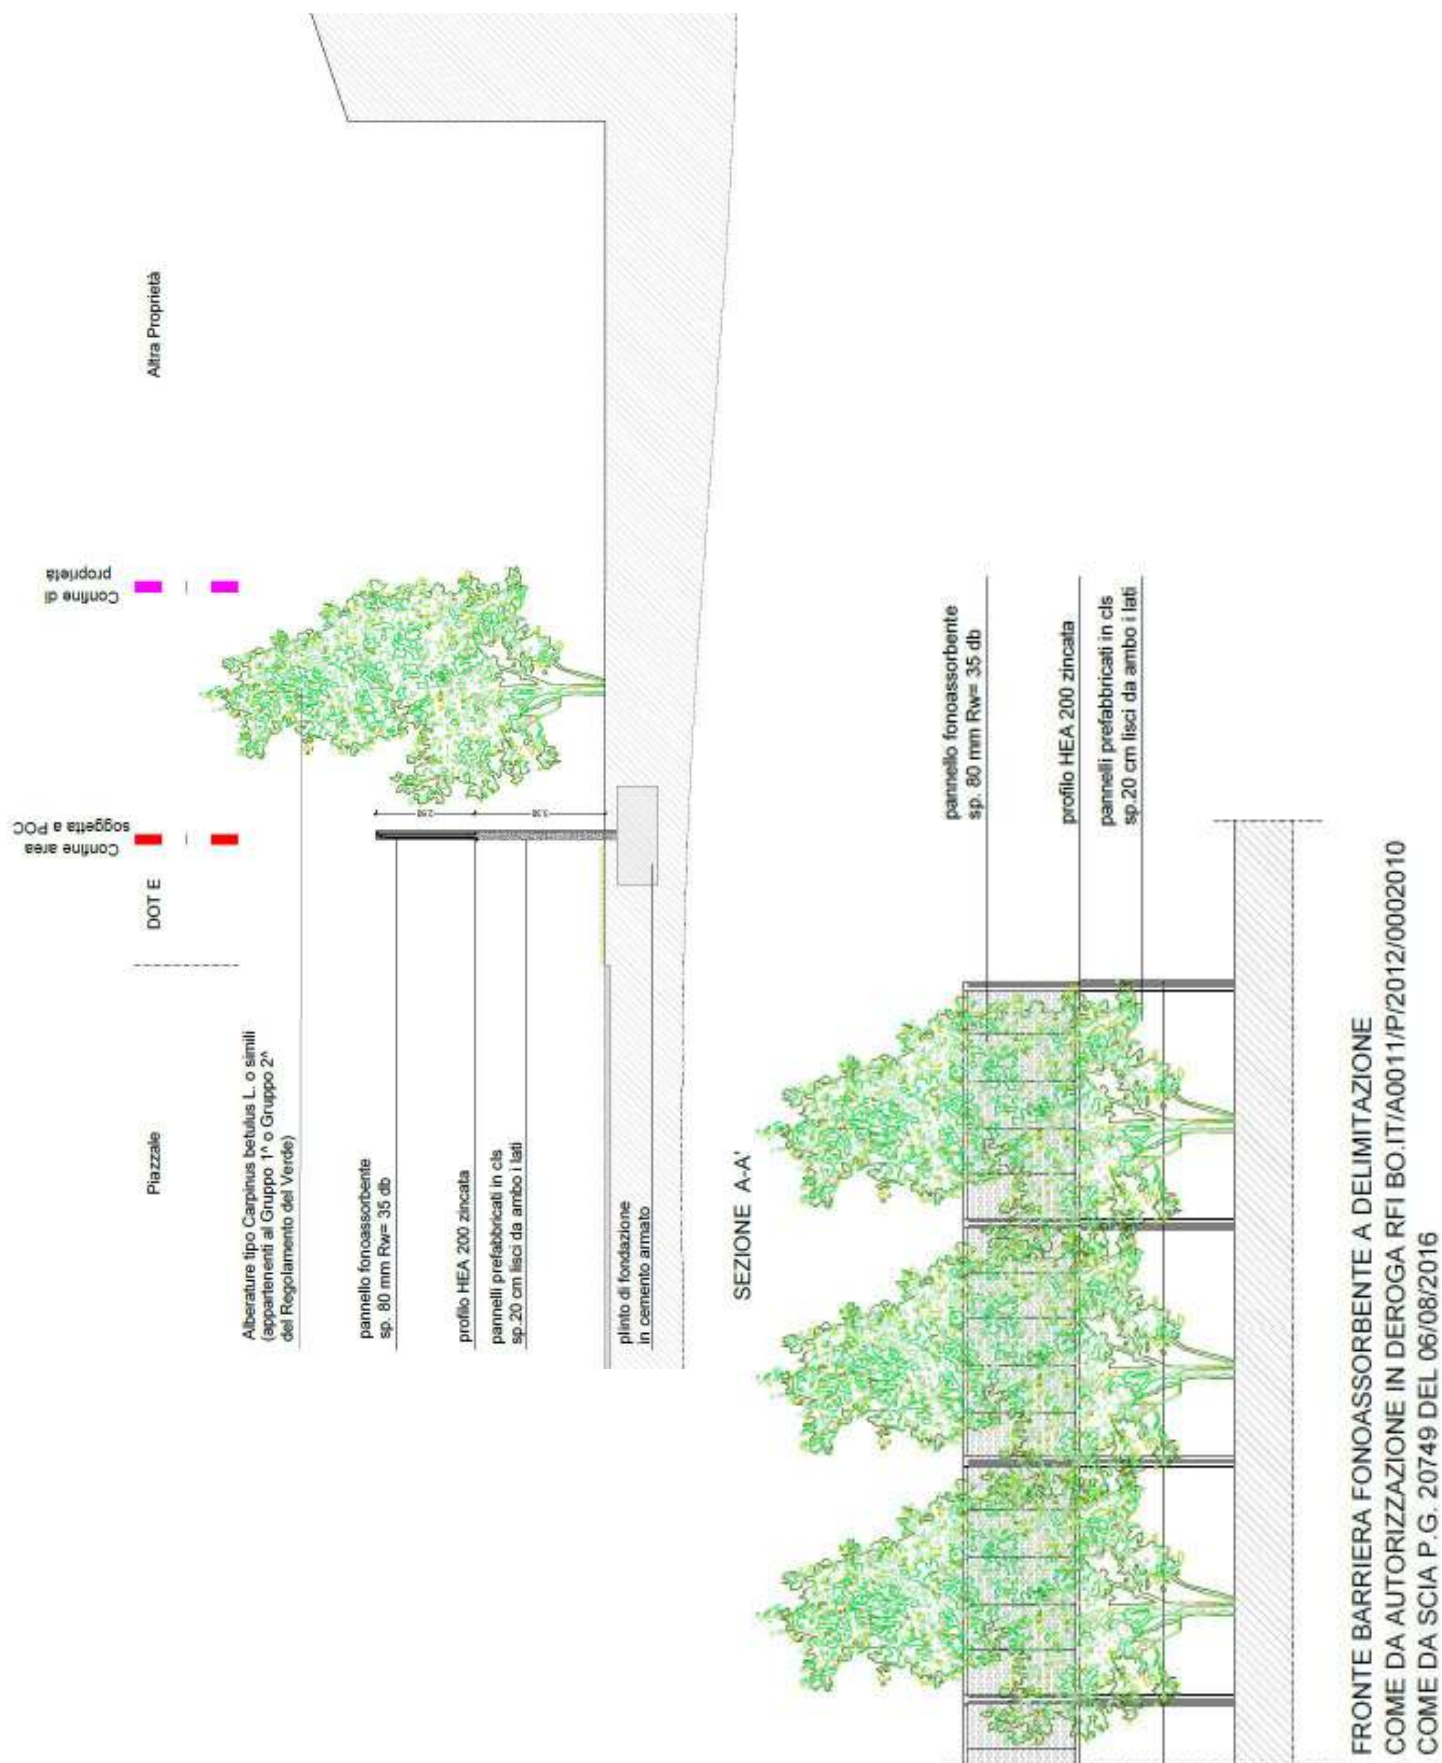 Piazzale
DOT E
Confine area
soggetta a POC
Confine di
proprietà
Altra Proprietà
Alberature tipo Carpinus betulus L. o simili
(appartenenti al Gruppo 1^ o Gruppo 2^
del Regolamento del Verde)
pannello fonoassorbente
sp. 80 mm Rw= 35 db
profilo HEA 200 zincata
pannelli prefabbricati in cls
sp.20 cm lisci da ambo i lati
plinto di fondazione
in cemento armato
2.50
3.30
SEZIONE A-A'
pannello fonoassorbente
sp. 80 mm Rw= 35 db
profilo HEA 200 zincata
pannelli prefabbricati in cls
sp.20 cm lisci da ambo i lati
FRONTE BARRIERA FONOASSORBENTE A DELIMITAZIONE
COME DA AUTORIZZAZIONE IN DEROGA RFI BO.IT/A0011/P/2012/0002010
COME DA SCIA P.G. 20749 DEL 06/08/2016